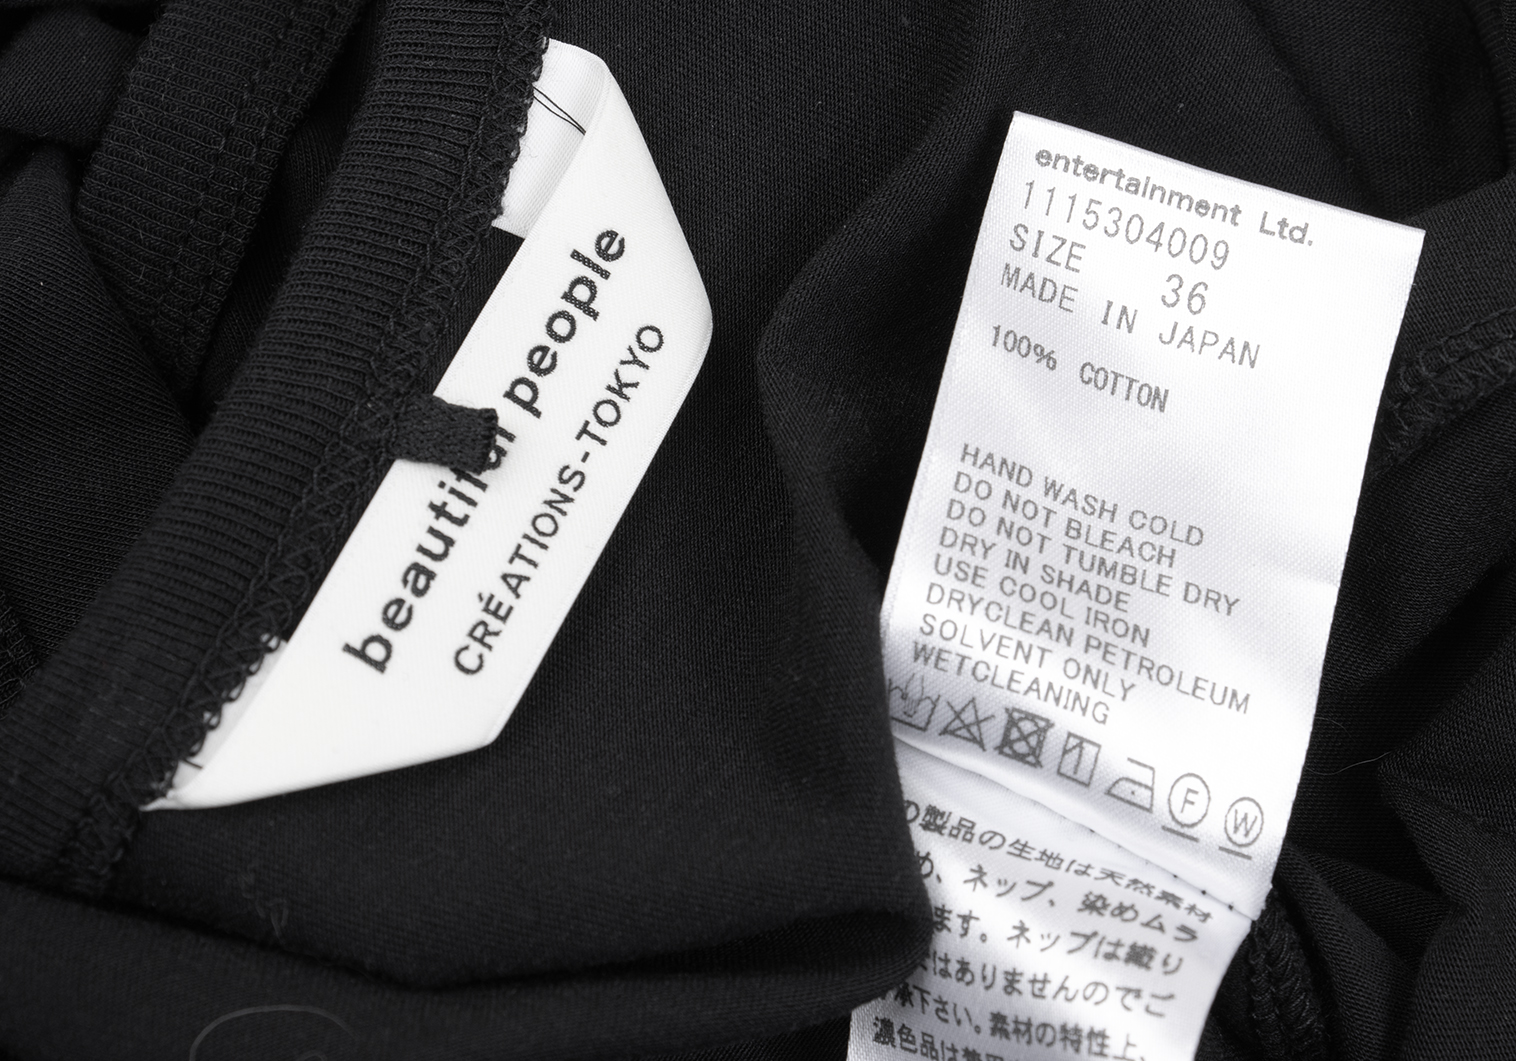 beautiful people
CRÉATIONS-TOKYO
entertainment Ltd.
1115304009
SIZE 36
MADE IN JAPAN
100% COTTON
HAND WASH COLD
DO NOT BLEACH
DO NOT TUMBLE DRY
DRY IN SHADE
USE COOL IRON
DRYCLEAN PETROLEUM
SOLVENT ONLY
WETCLEANING
F W
の製品の生地は天然素材
め、ネップ、染めムラ
ます。ネップは織り
ではありませんのでご
了承下さい。素材の特性上、
濃色品は